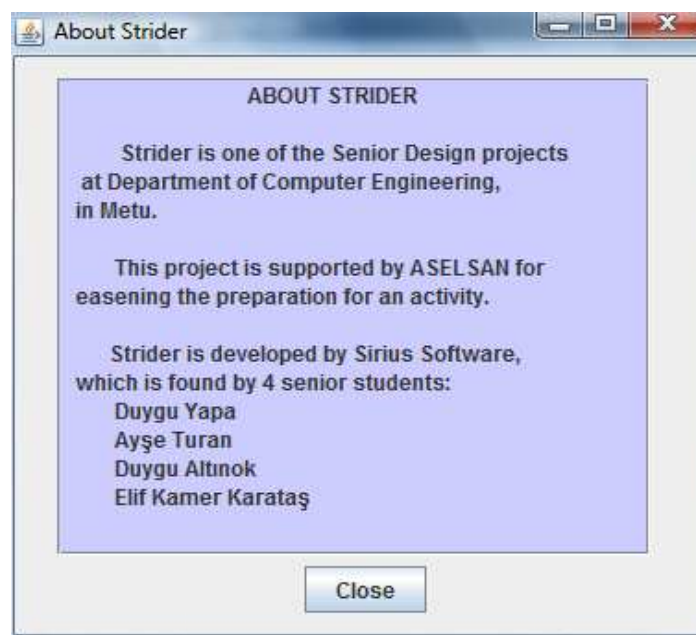 About Strider
ABOUT STRIDER
Strider is one of the Senior Design projects
at Department of Computer Engineering,
in Metu.
This project is supported by ASELSAN for
easening the preparation for an activity.
Strider is developed by Sirius Software,
which is found by 4 senior students:
Duygu Yapa
Ayşe Turan
Duygu Altınok
Elif Kamer Karataş
Close